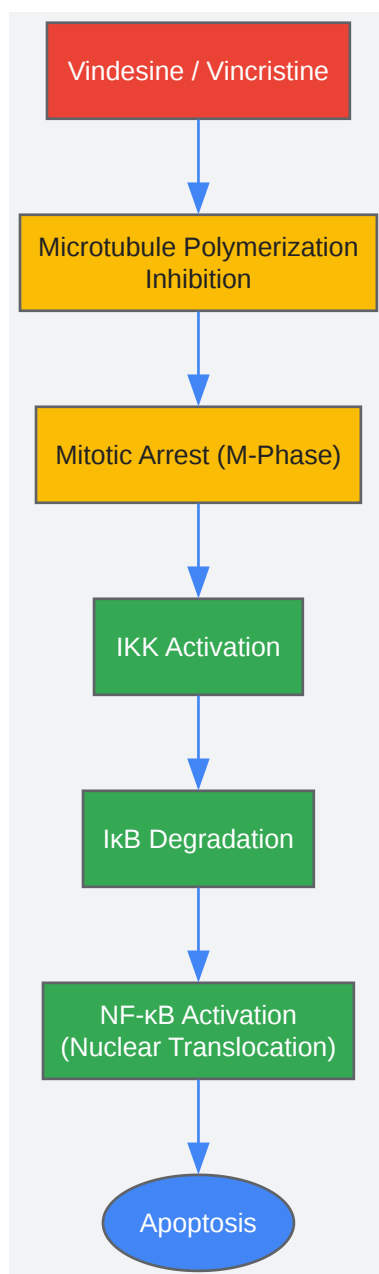 Vindesine / Vincristine
Microtubule Polymerization
Inhibition
Mitotic Arrest (M-Phase)
IKK Activation
IκB Degradation
NF-κB Activation
(Nuclear Translocation)
Apoptosis